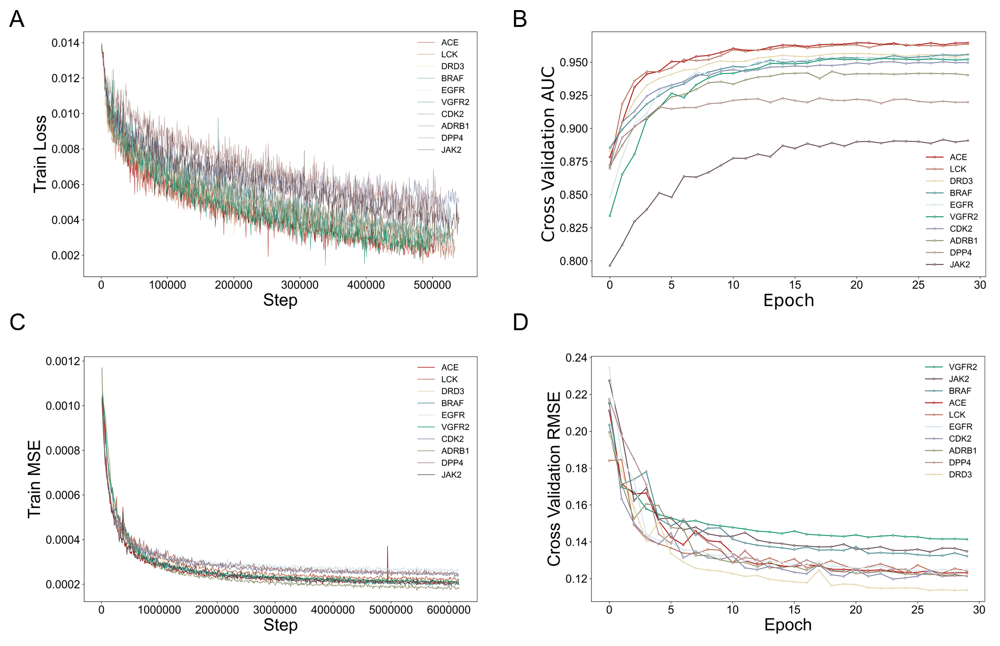 A
Train Loss
0.014
0.012
0.010
0.008
0.006
0.004
0.002
ACE
LCK
DRD3
BRAF
EGFR
VGFR2
CDK2
ADRB1
DPP4
JAK2
0 100000 200000 300000 400000 500000
Step
B
Cross Validation AUC
0.950
0.925
0.900
0.875
0.850
0.825
0.800
ACE
LCK
DRD3
BRAF
EGFR
VGFR2
CDK2
ADRB1
DPP4
JAK2
0 5 10 15 20 25 30
Epoch
C
Train MSE
0.0012
0.0010
0.0008
0.0006
0.0004
0.0002
ACE
LCK
DRD3
BRAF
EGFR
VGFR2
CDK2
ADRB1
DPP4
JAK2
0 1000000 2000000 3000000 4000000 5000000 6000000
Step
D
Cross Validation RMSE
0.24
0.22
0.20
0.18
0.16
0.14
0.12
VGFR2
JAK2
BRAF
ACE
LCK
EGFR
CDK2
ADRB1
DPP4
DRD3
0 5 10 15 20 25 30
Epoch